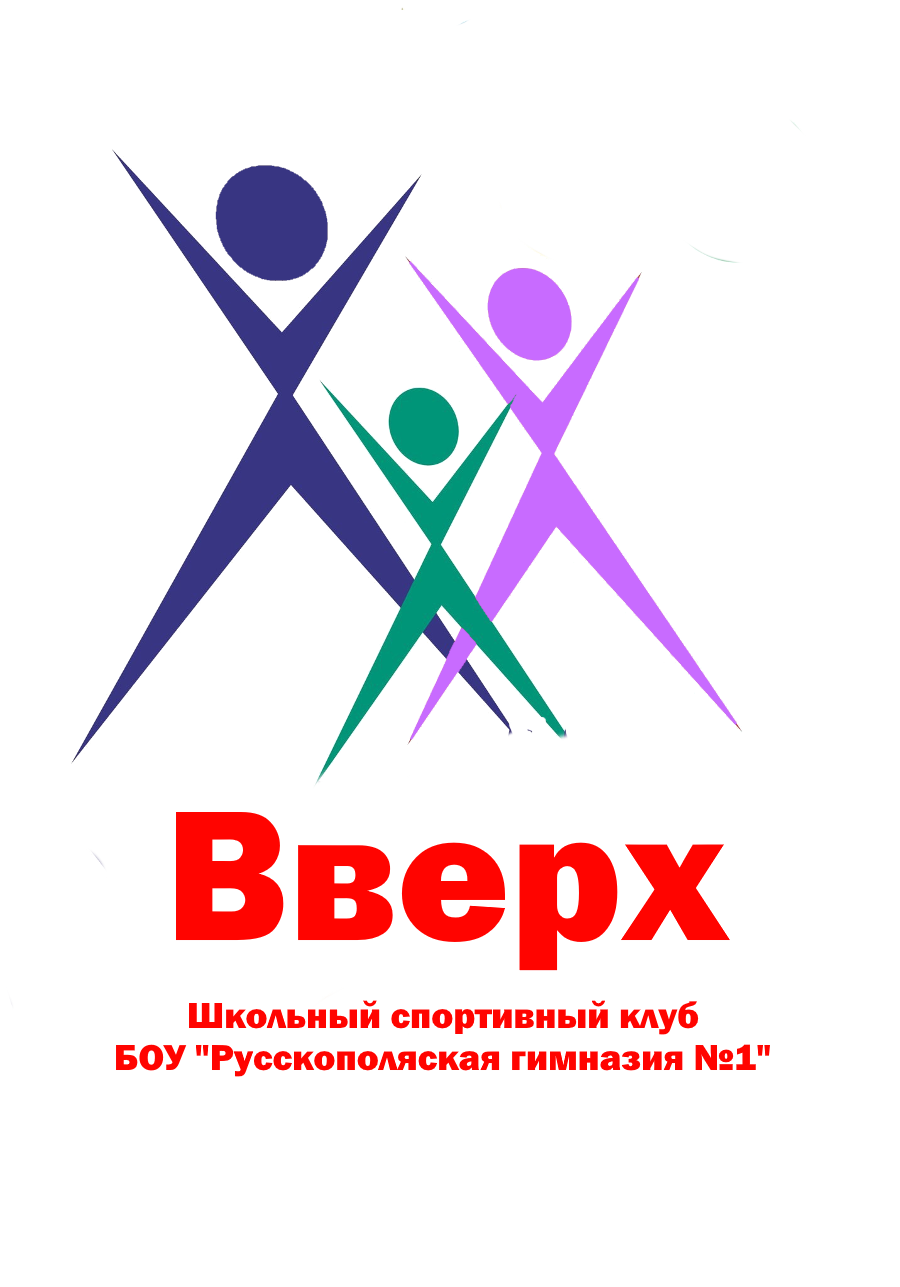 Вверх
Школьный спортивный клуб
БОУ "Русскополяская гимназия №1"